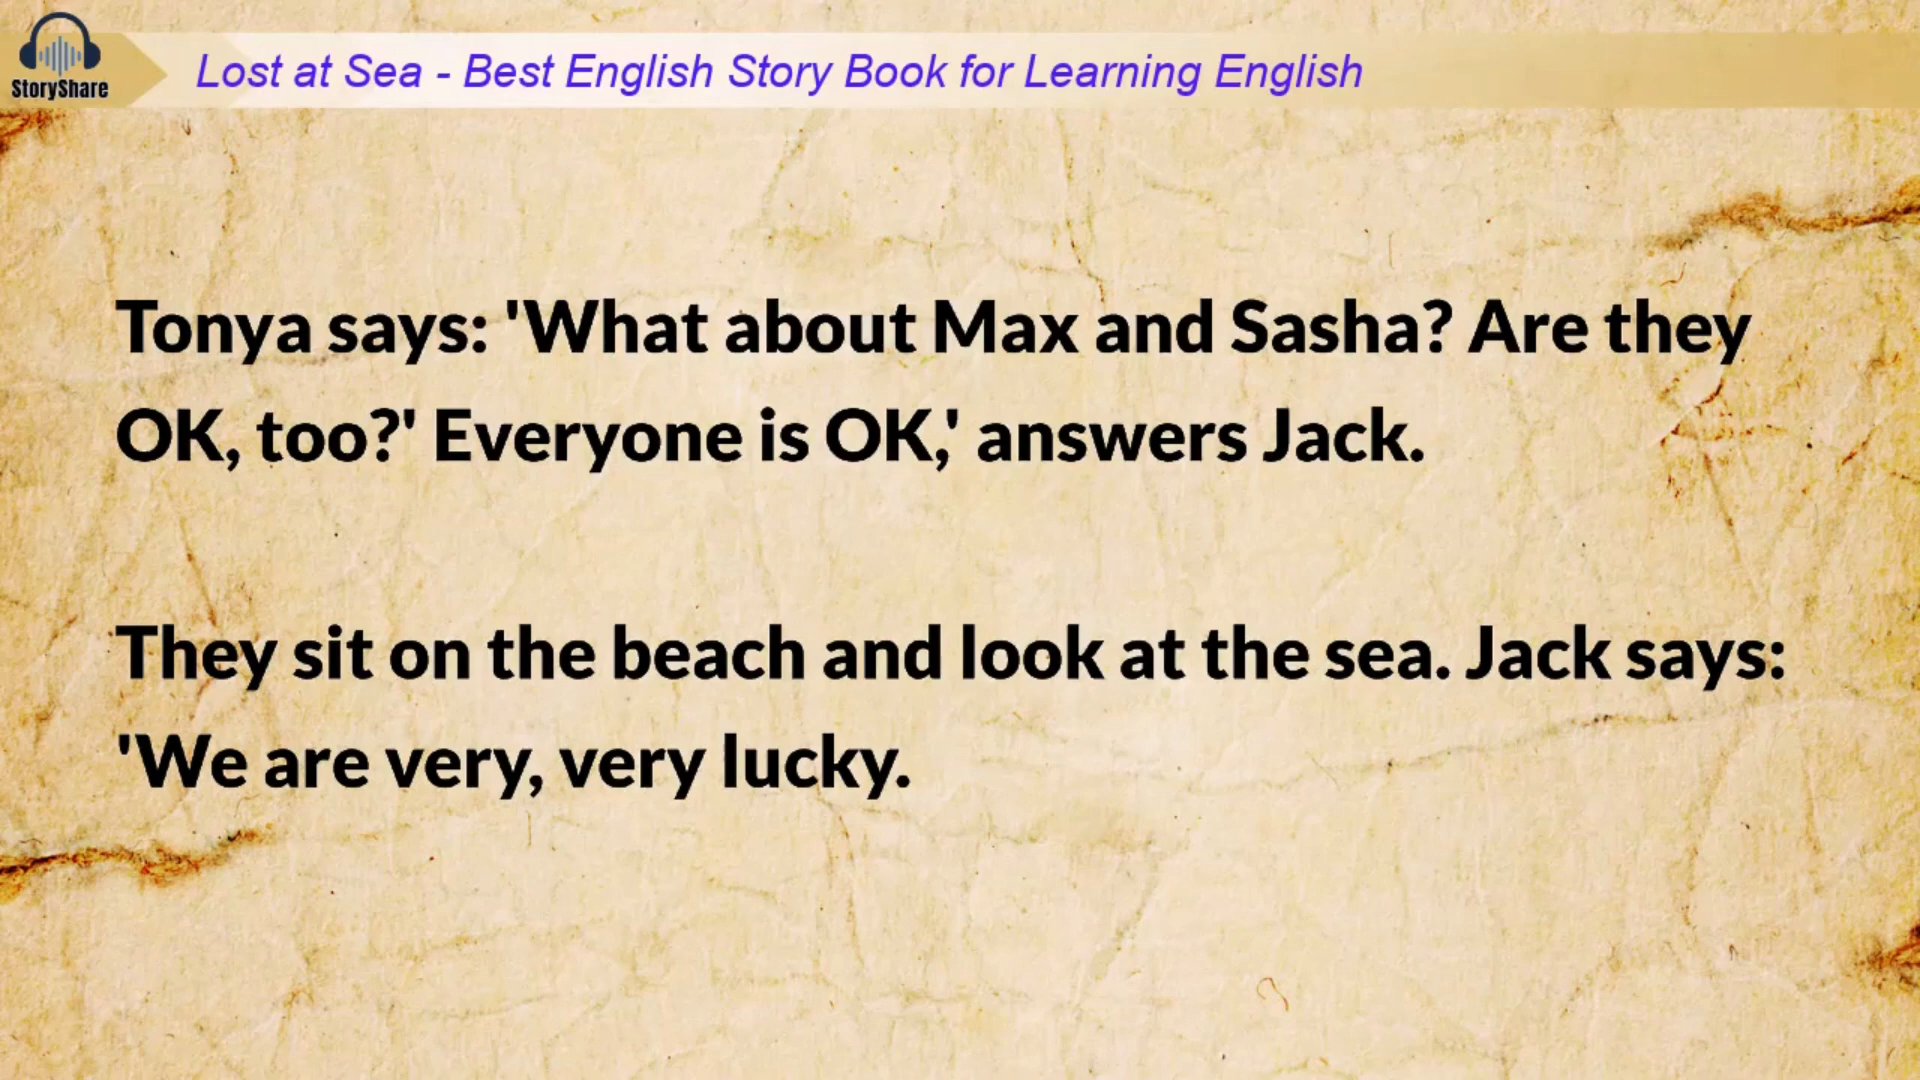 StoryShare
Lost at Sea - Best English Story Book for Learning English
Tonya says: 'What about Max and Sasha? Are they
OK, too?' Everyone is OK,' answers Jack.
They sit on the beach and look at the sea. Jack says:
'We are very, very lucky.